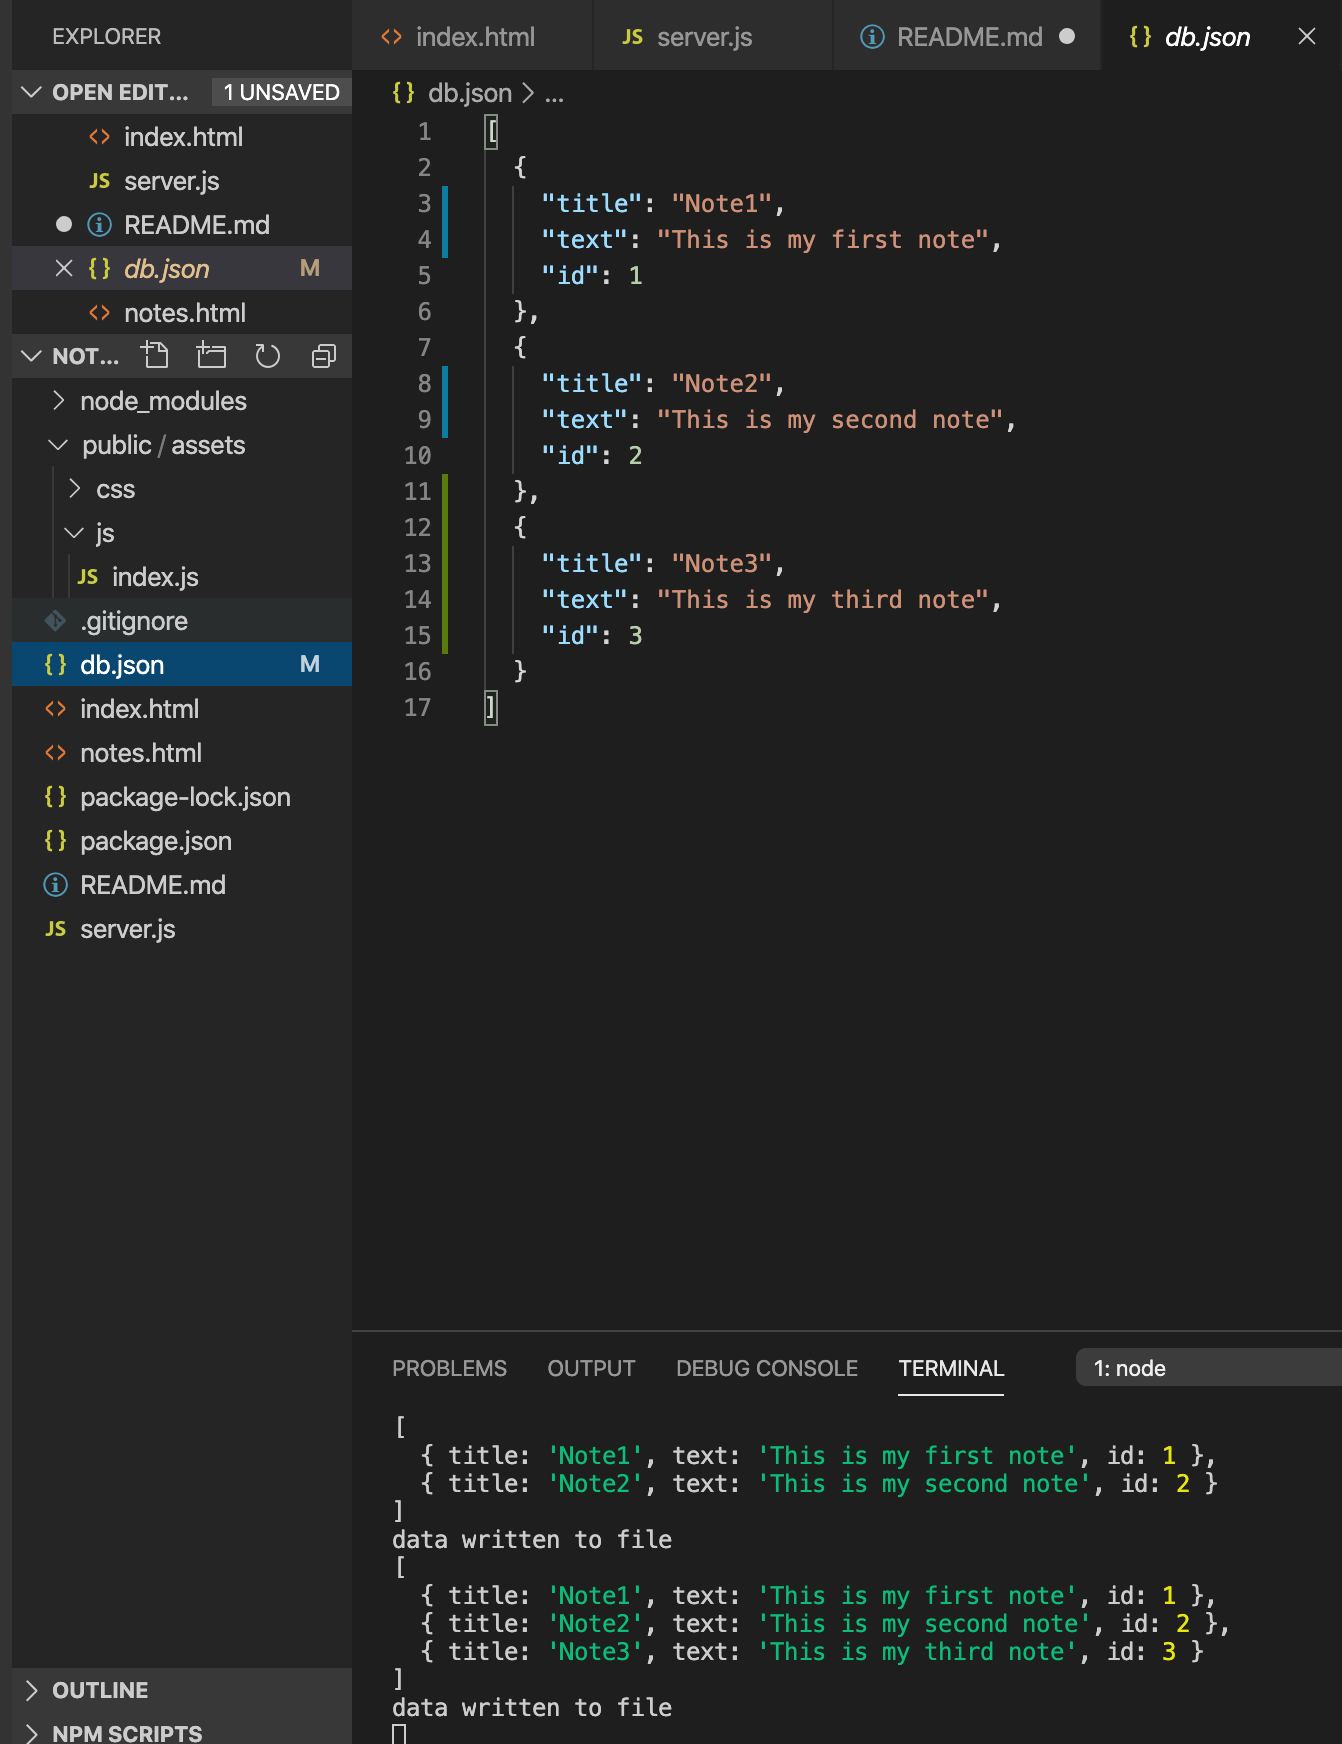 EXPLORER
OPEN EDIT... 1 UNSAVED
<> index.html
JS server.js
README.md
{} db.json M
<> notes.html
NOT...
node_modules
public / assets
css
js
JS index.js
.gitignore
{} db.json M
<> index.html
<> notes.html
{} package-lock.json
{} package.json
README.md
JS server.js
OUTLINE
NPM SCRIPTS
<> index.html JS server.js README.md {} db.json
{} db.json > ...
1 [
2 {
3 "title": "Note1",
4 "text": "This is my first note",
5 "id": 1
6 },
7 {
8 "title": "Note2",
9 "text": "This is my second note",
10 "id": 2
11 },
12 {
13 "title": "Note3",
14 "text": "This is my third note",
15 "id": 3
16 }
17 ]
PROBLEMS OUTPUT DEBUG CONSOLE TERMINAL 1: node
[
{ title: 'Note1', text: 'This is my first note', id: 1 },
{ title: 'Note2', text: 'This is my second note', id: 2 }
]
data written to file
[
{ title: 'Note1', text: 'This is my first note', id: 1 },
{ title: 'Note2', text: 'This is my second note', id: 2 },
{ title: 'Note3', text: 'This is my third note', id: 3 }
]
data written to file